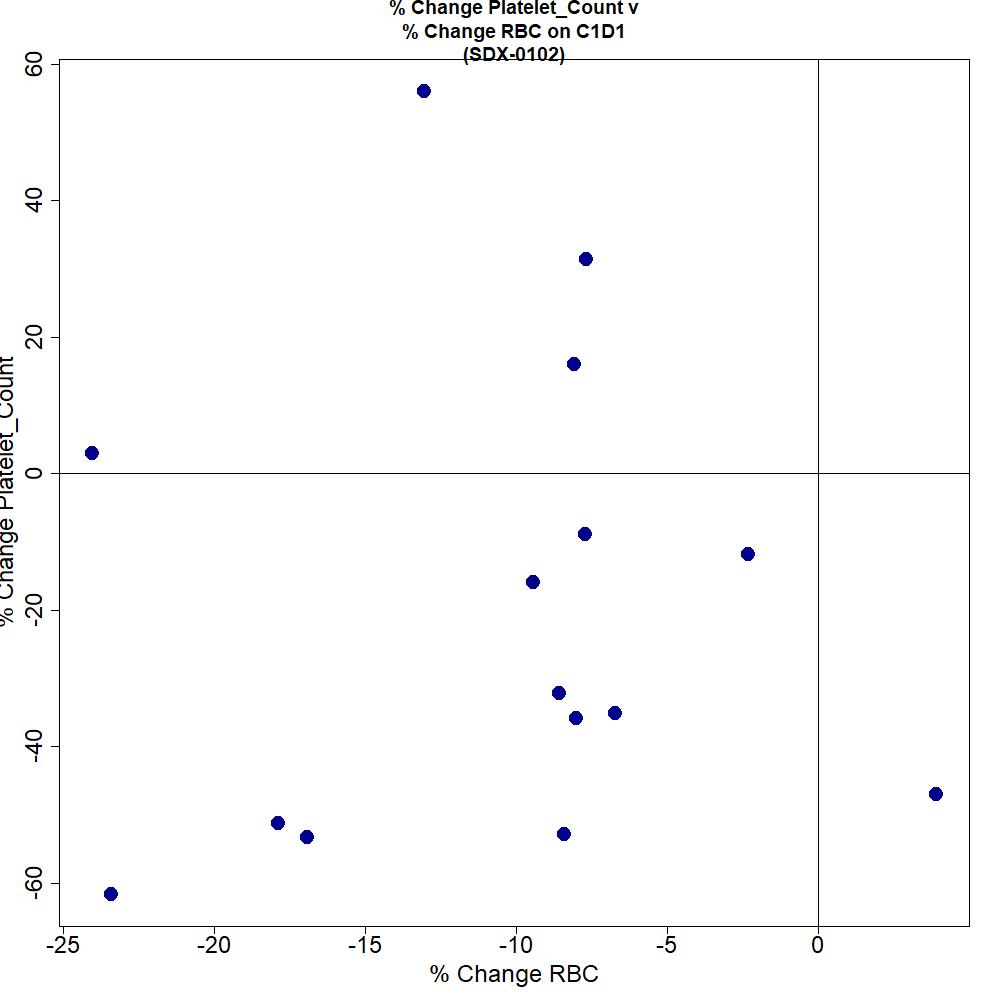 % Change Platelet_Count v
% Change RBC on C1D1
(SDX-0102)
60
40
20
0
-20
-40
-60
% Change Platelet_Count
-25
-20
-15
-10
-5
0
% Change RBC